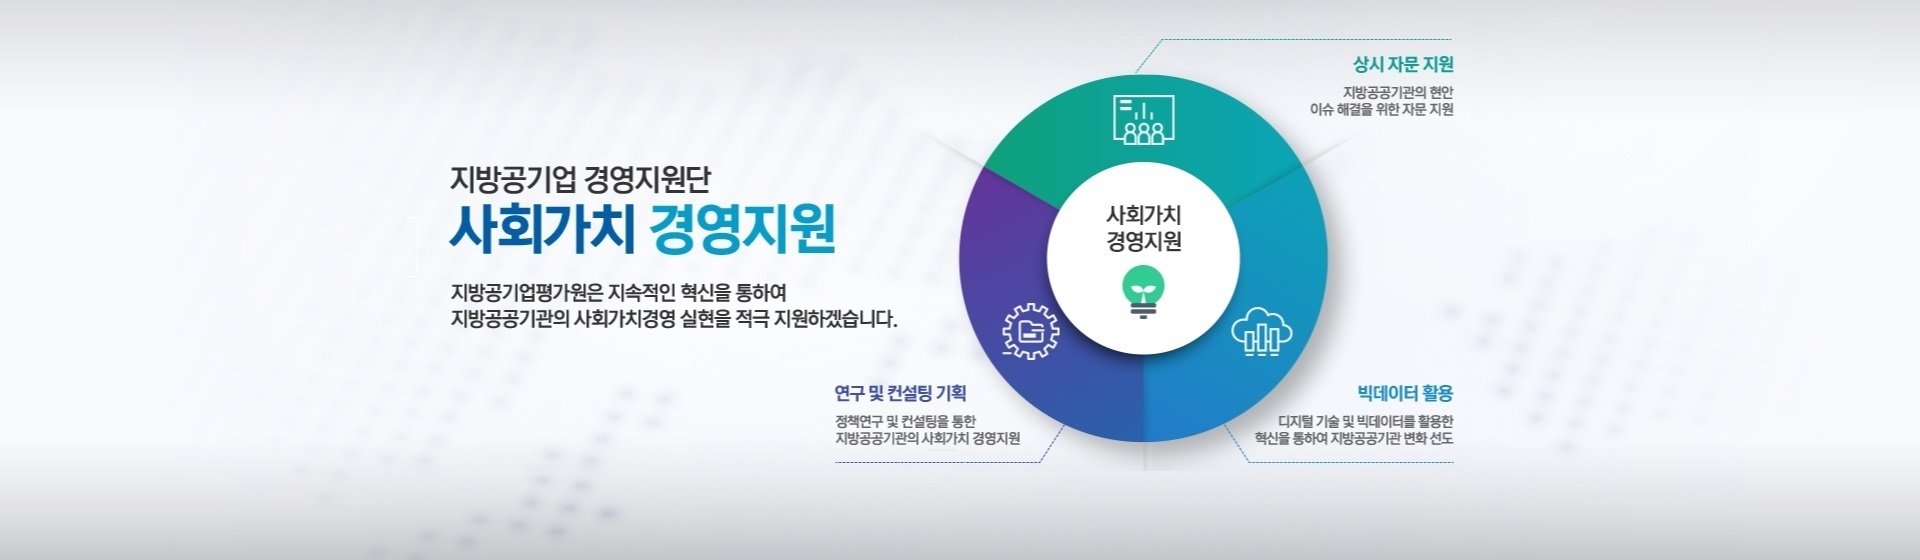 지방공기업 경영지원단
사회가치 경영지원
지방공기업평가원은 지속적인 혁신을 통하여
지방공공기관의 사회가치경영 실현을 적극 지원하겠습니다.
사회가치
경영지원
상시 자문 지원
지방공공기관의 현안
이슈 해결을 위한 자문 지원
연구 및 컨설팅 기획
정책연구 및 컨설팅을 통한
지방공공기관의 사회가치 경영지원
빅데이터 활용
디지털 기술 및 빅데이터를 활용한
혁신을 통하여 지방공공기관 변화 선도